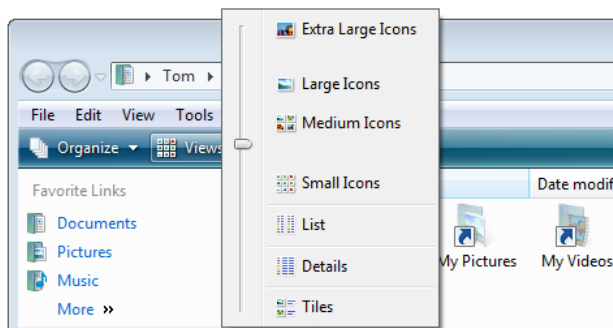 Tom
File Edit View Tools
Organize Views
Favorite Links
Documents
Pictures
Music
More
Extra Large Icons
Large Icons
Medium Icons
Small Icons
List
Details
Tiles
Date modif
My Pictures My Videos